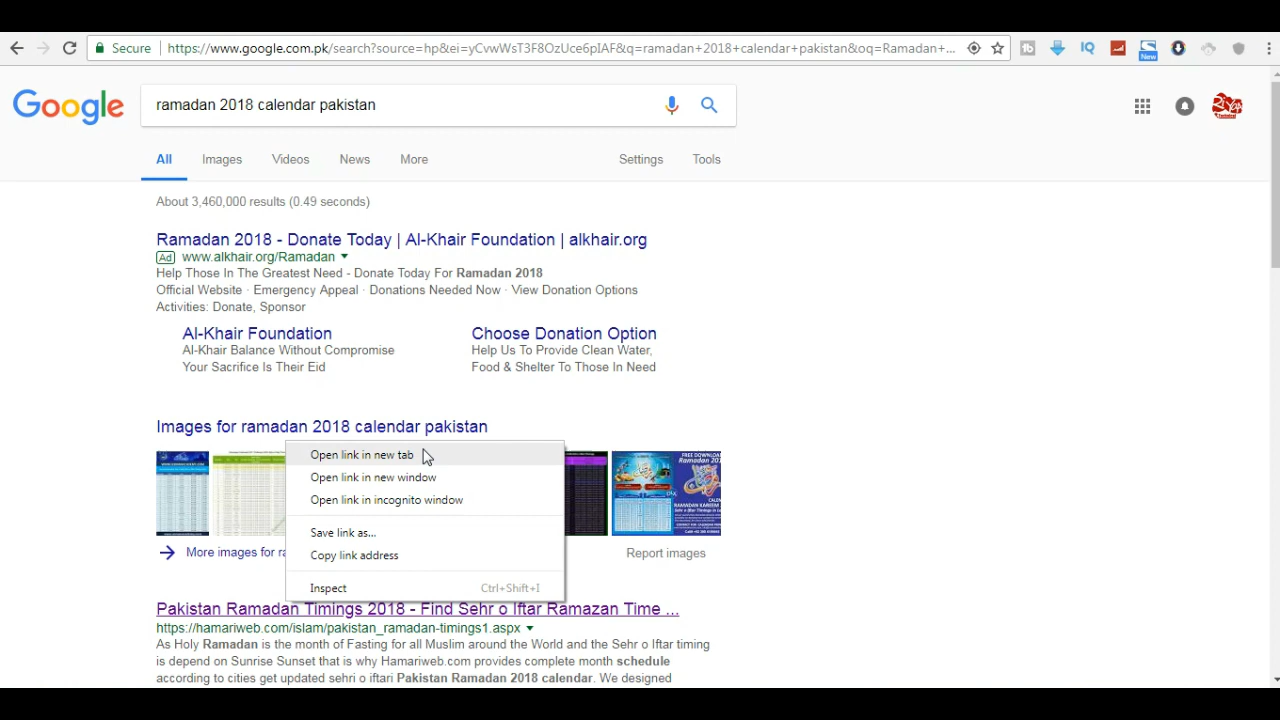 Secure
https://www.google.com.pk/search?source=hp&ei=yCvwWsT3F8OzUce6pIAF&q=ramadan+2018+calendar+pakistan&oq=Ramadan+...
New
Google
ramadan 2018 calendar pakistan
All Images Videos News More Settings Tools
About 3,460,000 results (0.49 seconds)
Ramadan 2018 - Donate Today | Al-Khair Foundation | alkhair.org
Ad www.alkhair.org/Ramadan
Help Those In The Greatest Need - Donate Today For Ramadan 2018
Official Website · Emergency Appeal · Donations Needed Now · View Donation Options
Activities: Donate, Sponsor
Al-Khair Foundation Choose Donation Option
Al-Khair Balance Without Compromise Help Us To Provide Clean Water,
Your Sacrifice Is Their Eid Food & Shelter To Those In Need
Images for ramadan 2018 calendar pakistan
Open link in new tab
Open link in new window
Open link in incognito window
Save link as...
Copy link address
Inspect Ctrl+Shift+I
More images for ra
Report images
Pakistan Ramadan Timings 2018 - Find Sehr o Iftar Ramazan Time ...
https://hamariweb.com/islam/pakistan_ramadan-timings1.aspx
As Holy Ramadan is the month of Fasting for all Muslim around the World and the Sehr o Iftar timing
is depend on Sunrise Sunset that is why Hamariweb.com provides complete month schedule
according to cities get updated sehri o iftari Pakistan Ramadan 2018 calendar. We designed